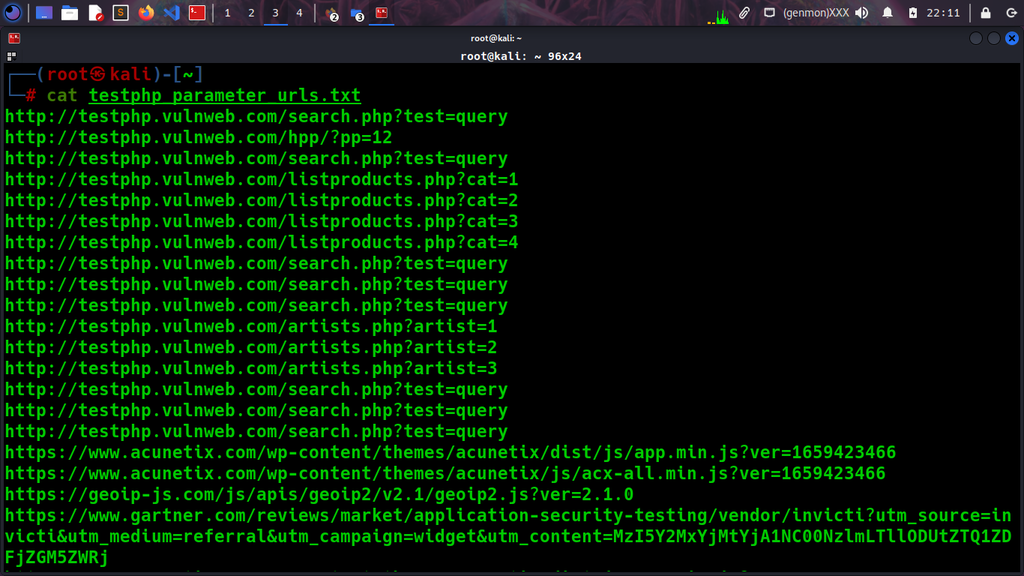 1 2 3 4 2 3 (genmon)XXX 22:11
root@kali: ~
root@kali: ~ 96x24
(root㉿kali)-[~]
# cat testphp_parameter_urls.txt
http://testphp.vulnweb.com/search.php?test=query
http://testphp.vulnweb.com/hpp/?pp=12
http://testphp.vulnweb.com/search.php?test=query
http://testphp.vulnweb.com/listproducts.php?cat=1
http://testphp.vulnweb.com/listproducts.php?cat=2
http://testphp.vulnweb.com/listproducts.php?cat=3
http://testphp.vulnweb.com/listproducts.php?cat=4
http://testphp.vulnweb.com/search.php?test=query
http://testphp.vulnweb.com/search.php?test=query
http://testphp.vulnweb.com/search.php?test=query
http://testphp.vulnweb.com/artists.php?artist=1
http://testphp.vulnweb.com/artists.php?artist=2
http://testphp.vulnweb.com/artists.php?artist=3
http://testphp.vulnweb.com/search.php?test=query
http://testphp.vulnweb.com/search.php?test=query
http://testphp.vulnweb.com/search.php?test=query
https://www.acunetix.com/wp-content/themes/acunetix/dist/js/app.min.js?ver=1659423466
https://www.acunetix.com/wp-content/themes/acunetix/js/acx-all.min.js?ver=1659423466
https://geoip-js.com/js/apis/geoip2/v2.1/geoip2.js?ver=2.1.0
https://www.gartner.com/reviews/market/application-security-testing/vendor/invicti?utm_source=in
victi&utm_medium=referral&utm_campaign=widget&utm_content=MzI5Y2MxYjMtYjA1NC00NzlmLTllODUtZTQ1ZD
FjZGM5ZWRj